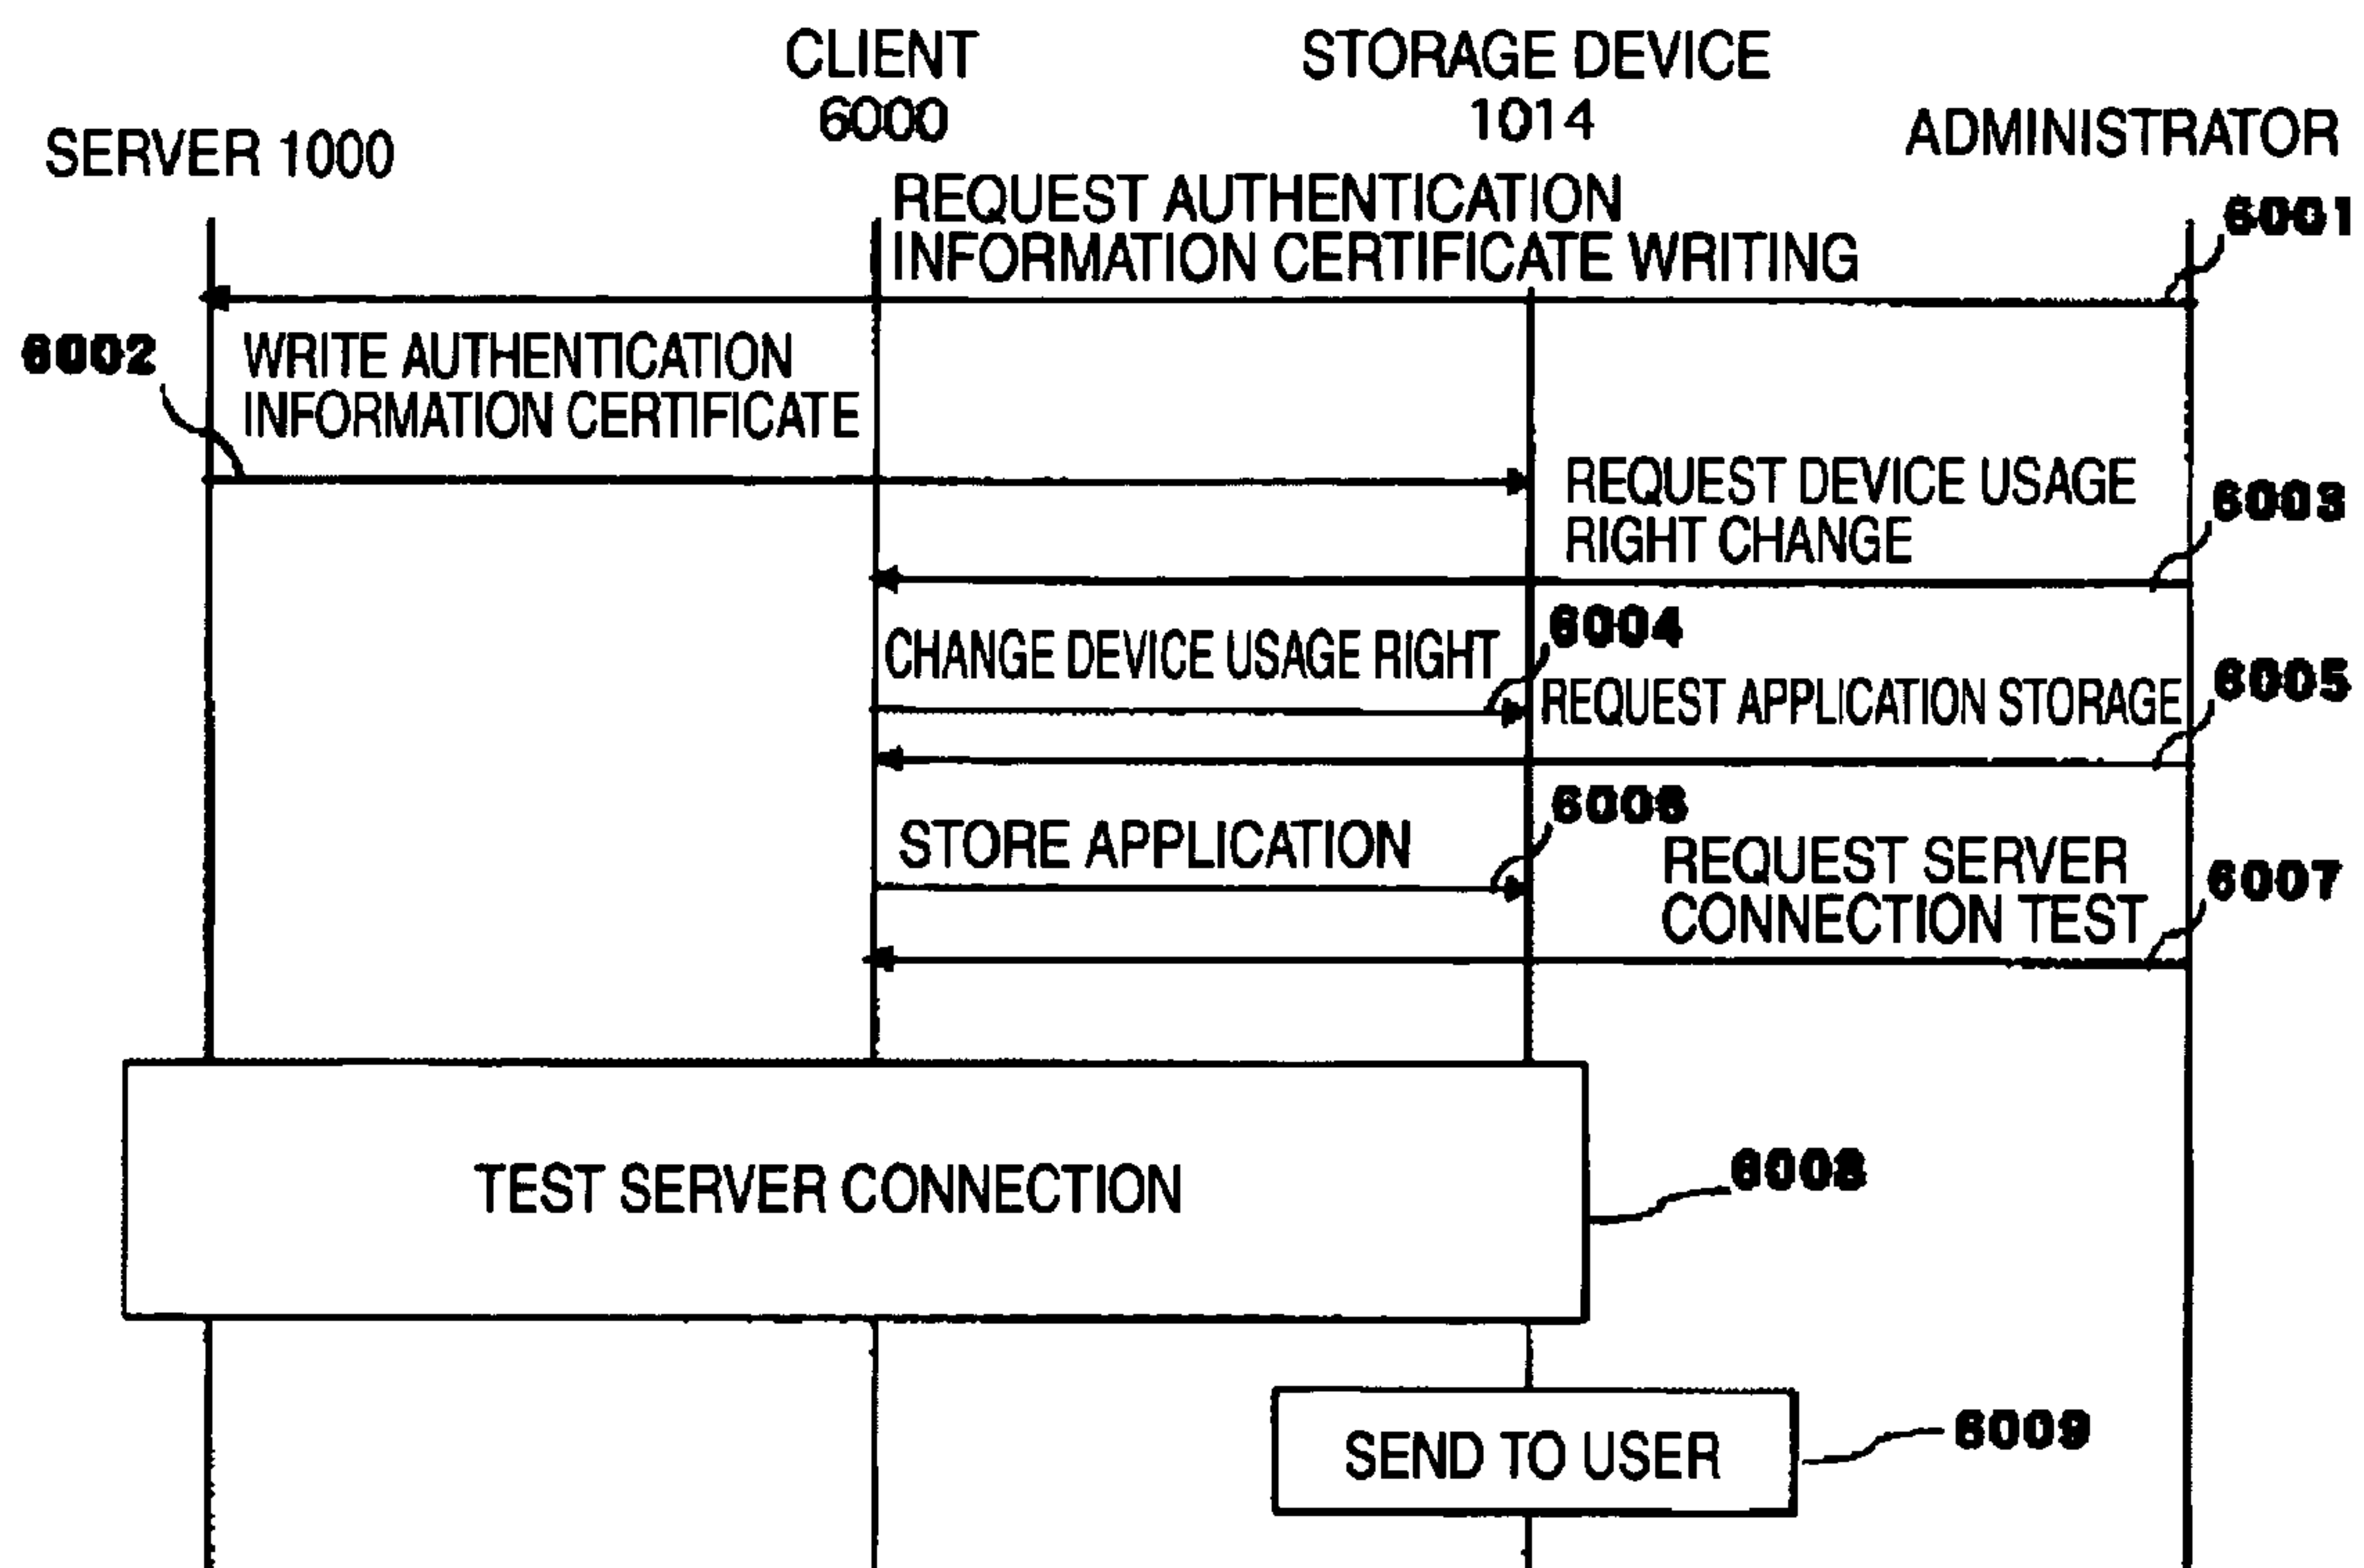 CLIENT
6000
STORAGE DEVICE
1014
SERVER 1000
ADMINISTRATOR
REQUEST AUTHENTICATION
INFORMATION CERTIFICATE WRITING
6001
6002
WRITE AUTHENTICATION
INFORMATION CERTIFICATE
REQUEST DEVICE USAGE
RIGHT CHANGE
6003
CHANGE DEVICE USAGE RIGHT
6004
REQUEST APPLICATION STORAGE
6005
STORE APPLICATION
6006
REQUEST SERVER
CONNECTION TEST
6007
TEST SERVER CONNECTION
6008
SEND TO USER
6009